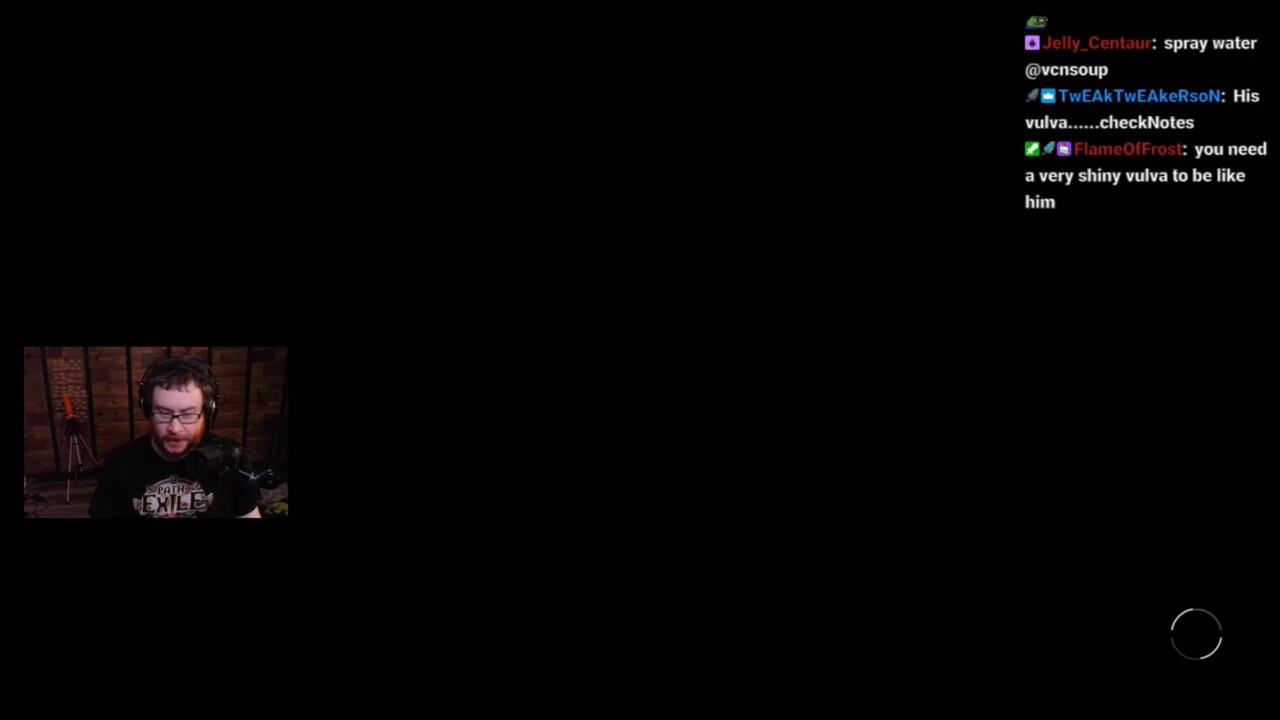 Jelly_Centaur: spray water
@vcnsoup
TwEAkTwEAkeRsoN: His
vulva......checkNotes
FlameOfFrost: you need
a very shiny vulva to be like
him
PATH
EXILE